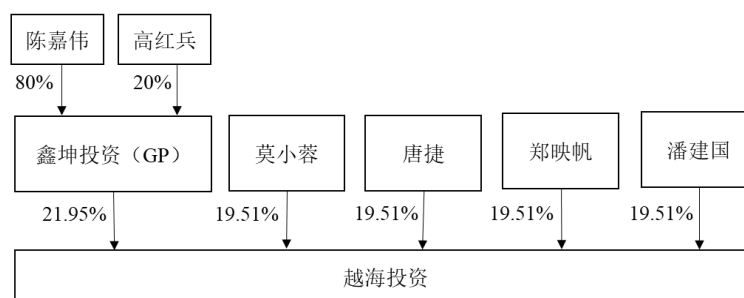 陈嘉伟 高红兵
80% 20%
鑫坤投资（GP） 莫小蓉 唐捷 郑映帆 潘建国
21.95% 19.51% 19.51% 19.51% 19.51%
越海投资